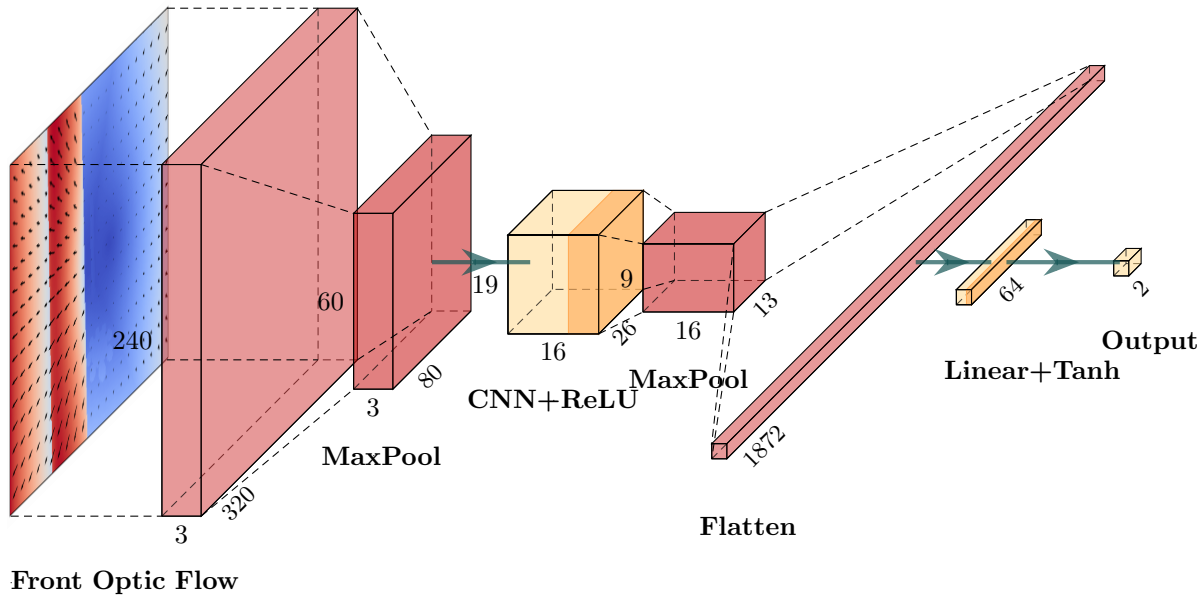 240
3
320
Front Optic Flow
60
3
80
MaxPool
19
16
26
CNN+ReLU
9
16
13
MaxPool
1872
Flatten
64
Linear+Tanh
2
Output